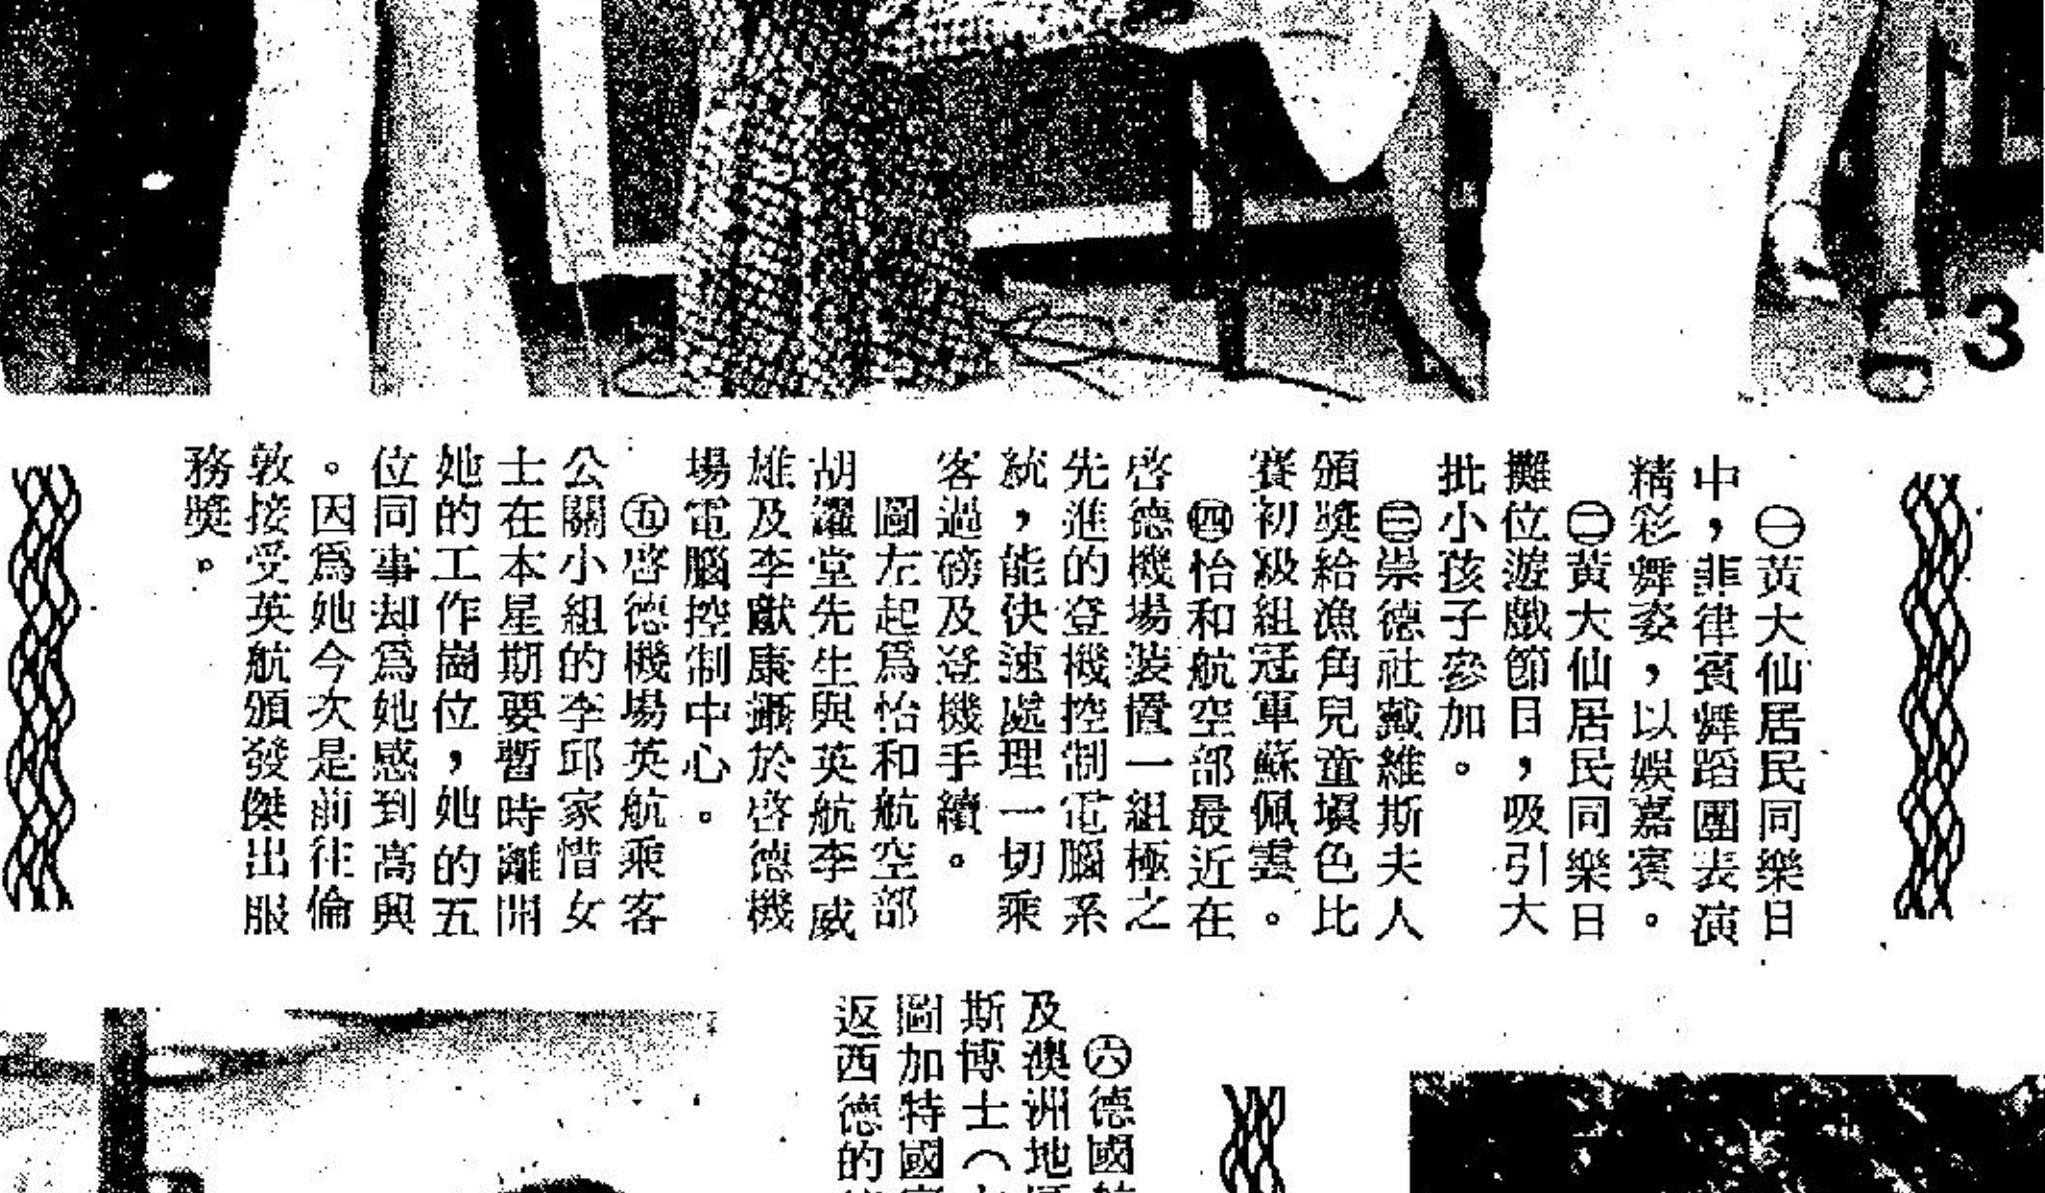 3
㊀黃大仙居民同樂日
中，菲律賓舞蹈團表演
精彩舞姿，以娛嘉賓。
㊁黃大仙居民同樂日
攤位遊戲節目，吸引大
批小孩子參加。
㊂崇德社戴維斯夫人
頒獎給漁角兒童塡色比
賽初級組冠軍蘇佩雲。
㊃怡和航空部最近在
啓德機場裝置一組極之
先進的登機控制電腦系
統，能快速處理一切乘
客過磅及登機手續。
圖左起爲怡和航空部
胡耀堂先生與英航李威
雄及李獻康攝於啓德機
場電腦控制中心。
㊄啓德機場英航乘客
公關小組的李邱家惜女
士在本星期要暫時離開
她的工作崗位，她的五
位同事却爲她感到高興
。因爲她今次是前往倫
敦接受英航頒發傑出服
務獎。
㊅德國
及澳洲地
斯博士（
圖加特國
返西德的